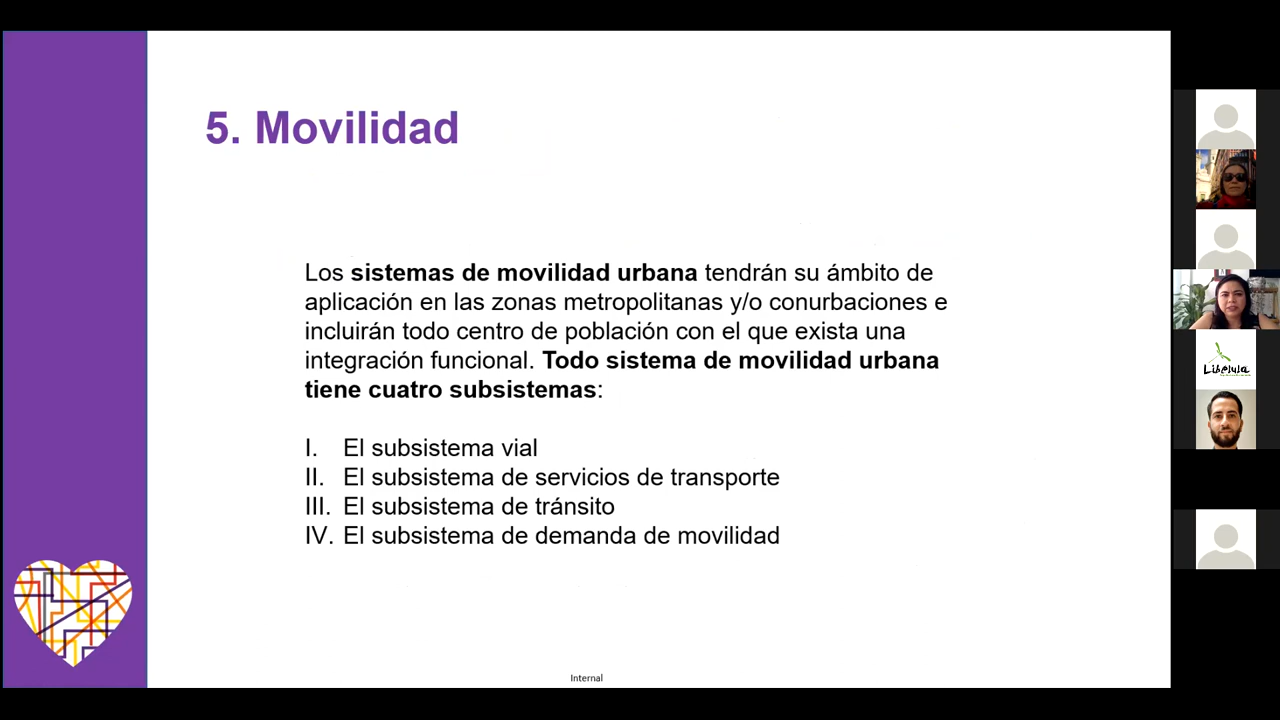 5. Movilidad
Los sistemas de movilidad urbana tendrán su ámbito de
aplicación en las zonas metropolitanas y/o conurbaciones e
incluirán todo centro de población con el que exista una
integración funcional. Todo sistema de movilidad urbana
tiene cuatro subsistemas:
I. El subsistema vial
II. El subsistema de servicios de transporte
III. El subsistema de tránsito
IV. El subsistema de demanda de movilidad
Internal
Libélula